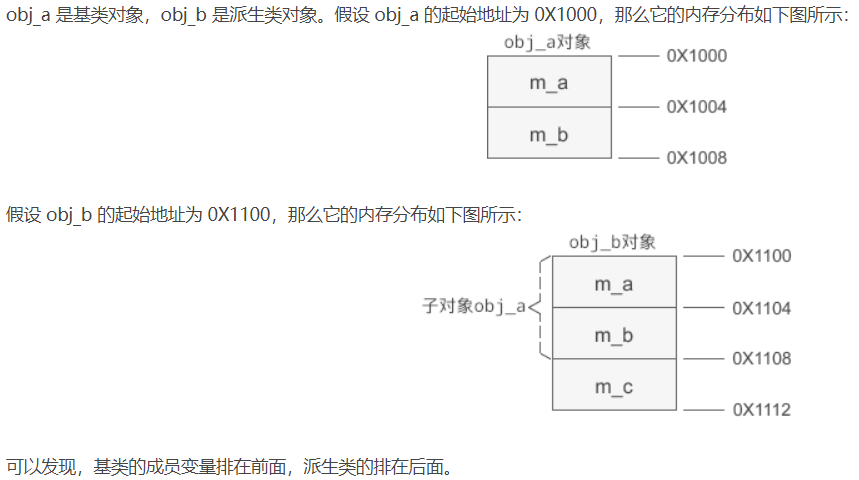 obj_a 是基类对象，obj_b 是派生类对象。假设 obj_a 的起始地址为 0X1000，那么它的内存分布如下图所示：
obj_a对象
0X1000
m_a
0X1004
m_b
0X1008
假设 obj_b 的起始地址为 0X1100，那么它的内存分布如下图所示：
obj_b对象
0X1100
m_a
子对象obj_a
0X1104
m_b
0X1108
m_c
0X1112
可以发现，基类的成员变量排在前面，派生类的排在后面。